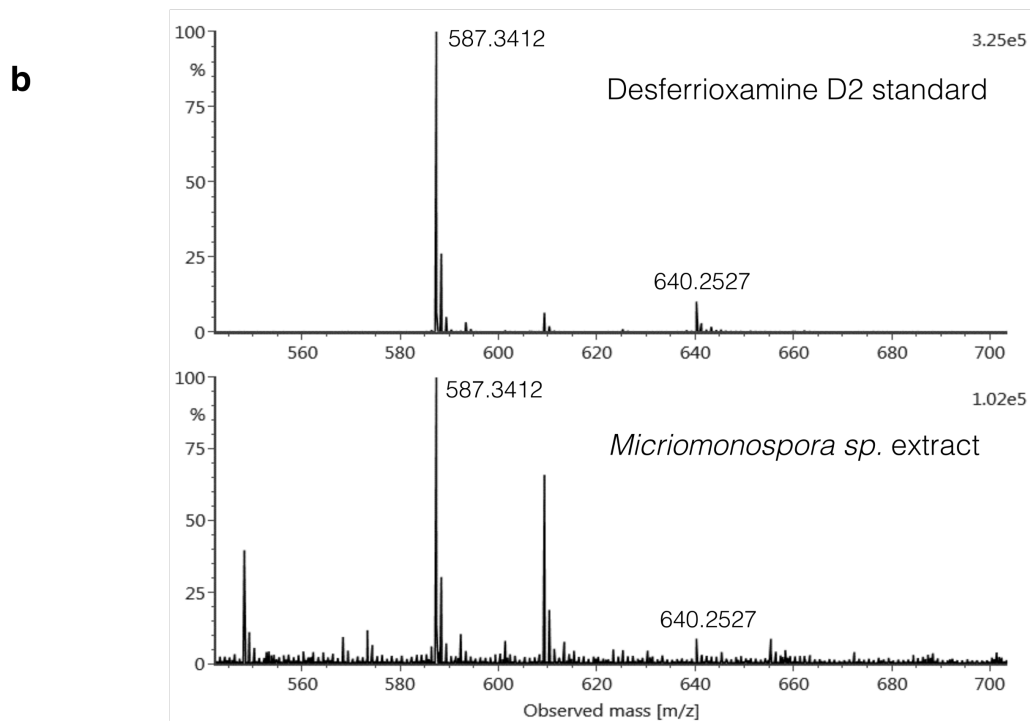 b
100
%
75
50
25
0
587.3412
3.25e5
Desferrioxamine D2 standard
640.2527
560 580 600 620 640 660 680 700
100
%
75
50
25
0
587.3412
1.02e5
Micriomonospora sp. extract
640.2527
560 580 600 620 640 660 680 700
Observed mass [m/z]